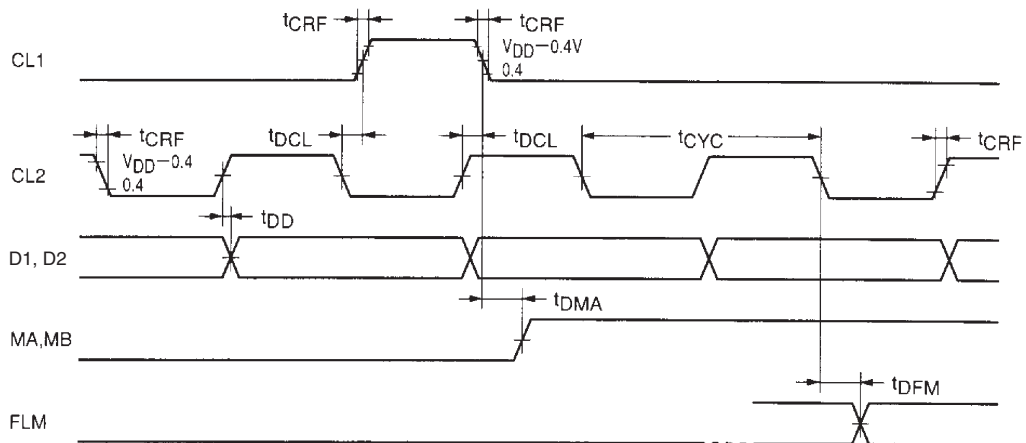 tCRF tCRF
VDD−0.4V
CL1
0.4
tCRF tDCL tDCL tCYC tCRF
VDD−0.4
CL2
0.4
tDD
D1, D2
tDMA
MA,MB
tDFM
FLM